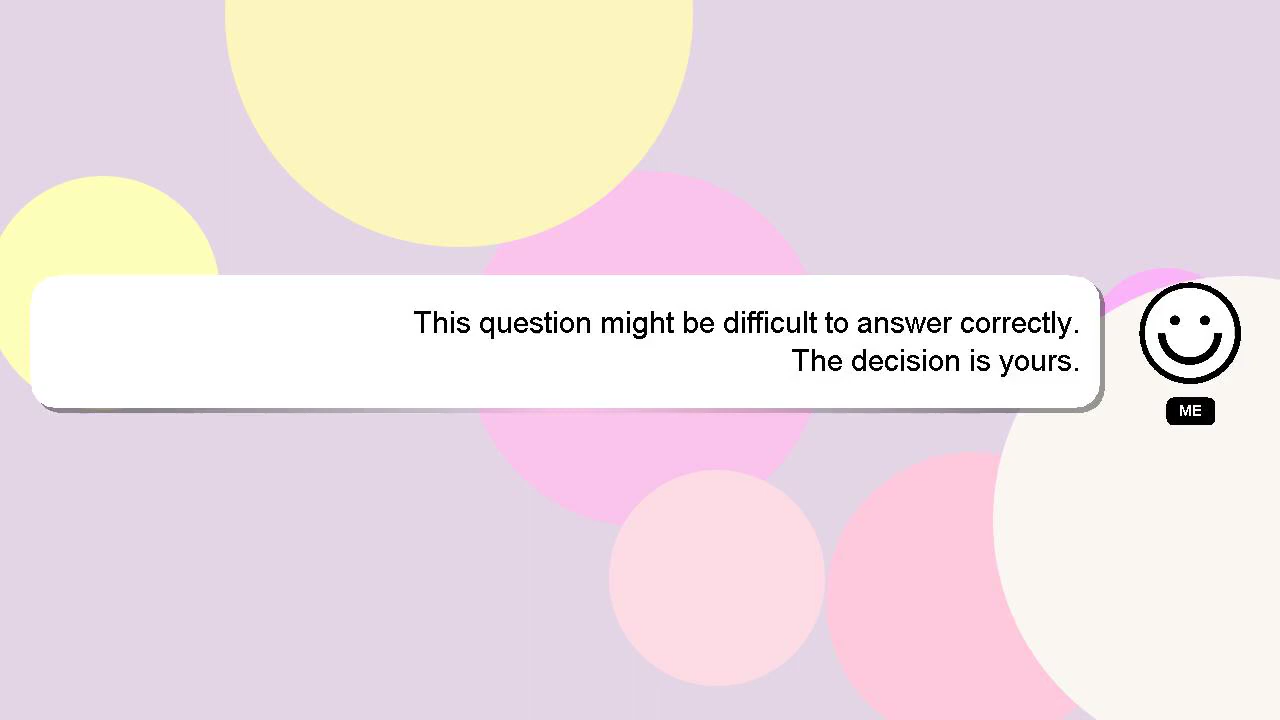 This question might be difficult to answer correctly.
The decision is yours.
ME